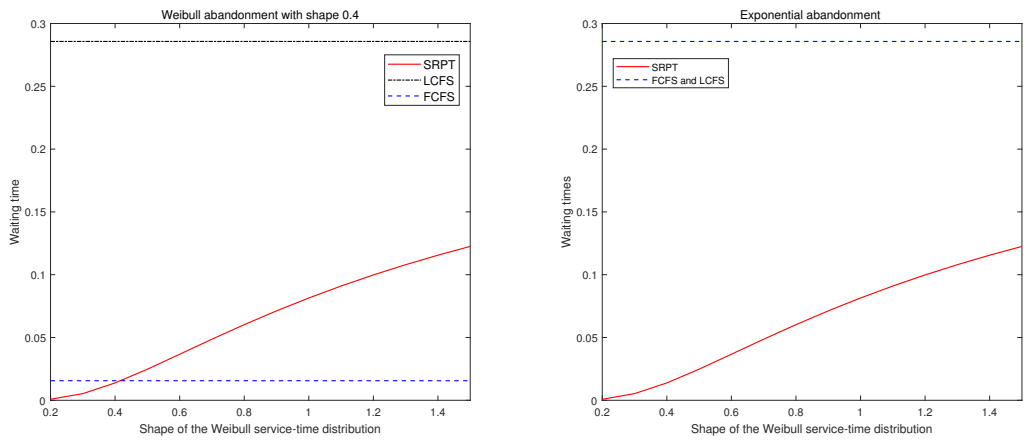 Weibull abandonment with shape 0.4
0.3
0.25
0.2
0.15
0.1
0.05
0
Waiting time
SRPT
LCFS
FCFS
0.2
0.4
0.6
0.8
1
1.2
1.4
Shape of the Weibull service-time distribution
Exponential abandonment
0.3
0.25
0.2
0.15
0.1
0.05
0
Waiting times
SRPT
FCFS and LCFS
0.2
0.4
0.6
0.8
1
1.2
1.4
Shape of the Weibull service-time distribution